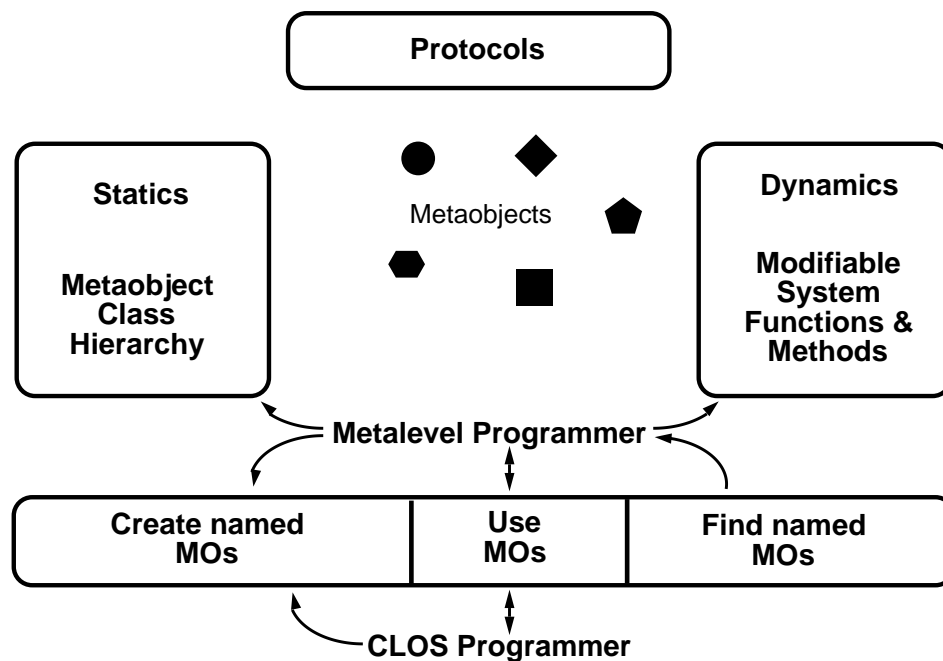 Protocols
Statics
Metaobject
Class
Hierarchy
Metaobjects
Dynamics
Modifiable
System
Functions &
Methods
Metalevel Programmer
Create named
MOs
Use
MOs
Find named
MOs
CLOS Programmer